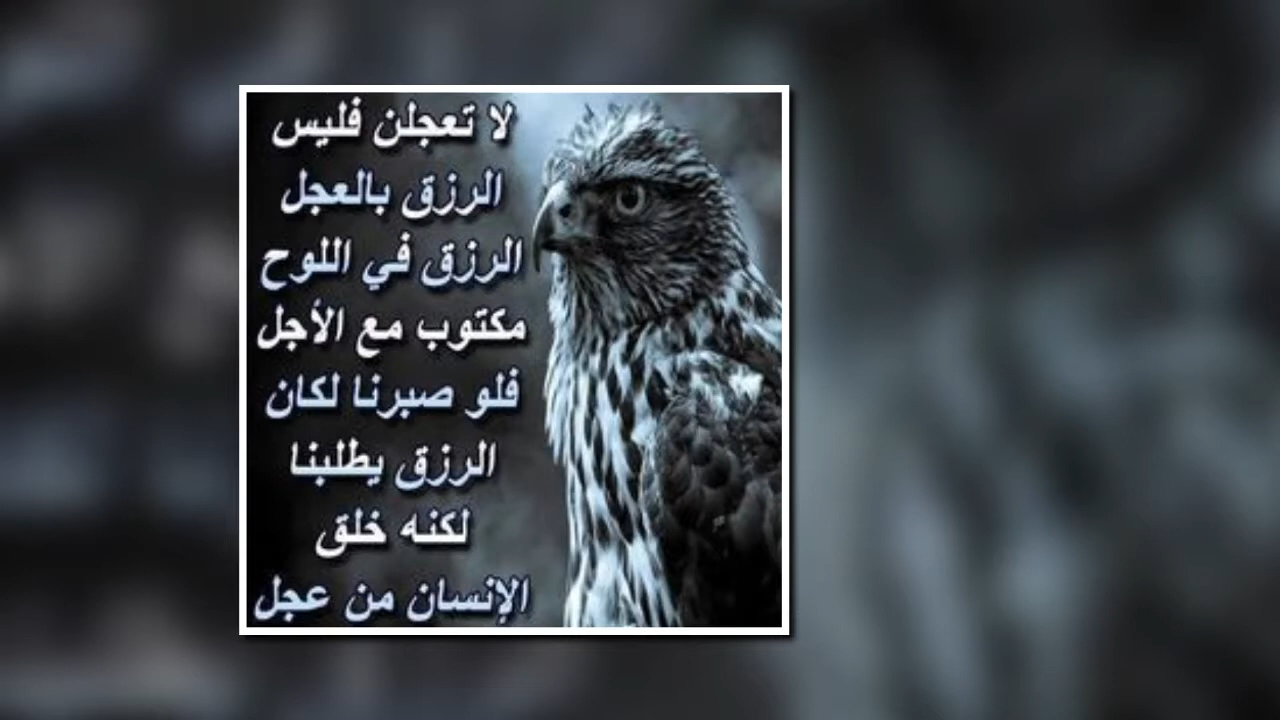 لا تعجلن فليس
الرزق بالعجل
الرزق في اللوح
مكتوب مع الأجل
فلو صبرنا لكان
الرزق يطلبنا
لكنه خلق
الإنسان من عجل